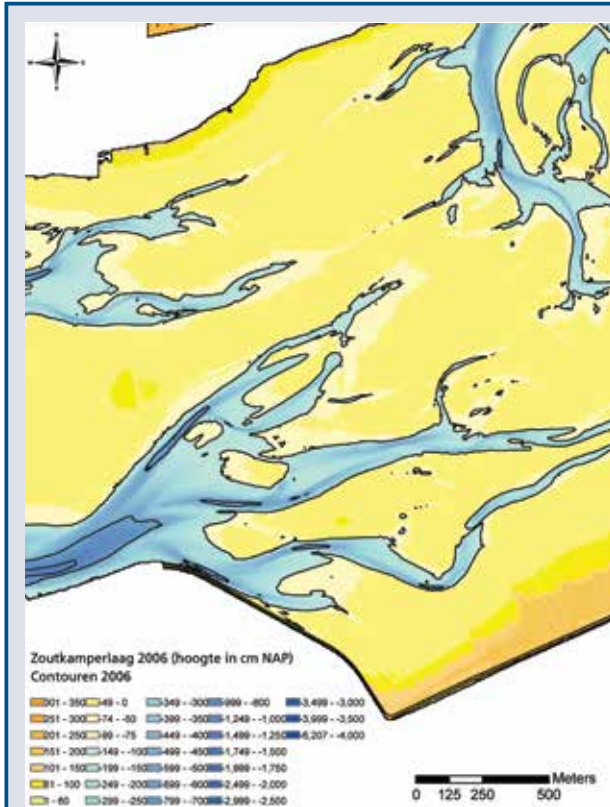 Zoutkamperlaag 2006 (hoogte in cm NAP)
Contouren 2006
301 - 350 -49 - 0 -349 - -300 -999 - -800 -3,499 - -3,000
251 - 300 -74 - -50 -399 - -350 -1,249 - -1,000 -3,999 - -3,500
201 - 250 -99 - -75 -449 - -400 -1,499 - -1,250 -5,207 - -4,000
151 - 200 -149 - -100 -499 - -450 -1,749 - -1,500
101 - 150 -199 - -150 -599 - -500 -1,999 - -1,750
51 - 100 -249 - -200 -699 - -600 -2,499 - -2,000
1 - 50 -299 - -250 -799 - -700 -2,999 - -2,500
Meters
0 125 250 500